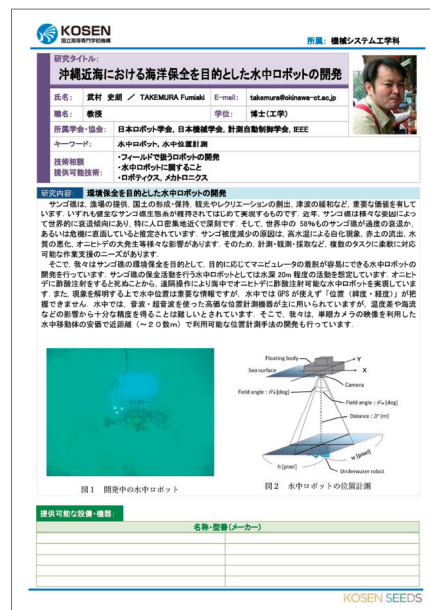 KOSEN
国立高等専門学校機構
所属: 機械システム工学科
研究タイトル:
沖縄近海における海洋保全を目的とした水中ロボットの開発
氏名: 武村 史朗 ／ TAKEMURA Fumiaki E-mail: takemura@okinawa-ct.ac.jp
職名: 教授 学位: 博士（工学）
所属学会・協会: 日本ロボット学会，日本機械学会，計測自動制御学会，IEEE
キーワード: 水中ロボット，水中位置計測
技術相談
提供可能技術:
・フィールドで扱うロボットの開発
・水中ロボットに関すること
・ロボティクス，メカトロニクス
研究内容: 環境保全を目的とした水中ロボットの開発
サンゴ礁は，漁場の提供，国土の形成・保持，観光やレクリエーションの創出，津波の緩和など，重要な価値を有して
います．いずれも健全なサンゴ礁生態系が維持されてはじめて実現するものです．近年，サンゴ礁は様々な要因によっ
て世界的に衰退傾向にあり，特に人口密集地近くで深刻です．そして，世界中の 58%のサンゴ礁が過度の衰退か，
あるいは危機に直面していると推定されています．サンゴ被度減少の原因は，高水温による白化現象，赤土の流出，水
質の悪化，オニヒトデの大発生等様々な影響があります．そのため，計測・観測・採取など，複数のタスクに柔軟に対応
可能な作業支援のニーズがあります．
そこで，我々はサンゴ礁の環境保全を目的として，目的に応じてマニピュレータの着脱が容易にできる水中ロボットの
開発を行っています．サンゴの保全活動を行う水中ロボットとしては水深 20m 程度の活動を想定しています．オニヒト
デに酢酸注射をすると死ぬことから，遠隔操作により海中でオニヒトデに酢酸注射可能な水中ロボットを実現していま
す．また，現象を解明する上で水中位置は重要な情報ですが，水中では GPS が使えず「位置（緯度・経度）」が把
握できません．水中では，音波・超音波を使った高価な位置計測機器が主に用いられていますが，温度差や海流
などの影響から十分な精度を得ることは難しいとされています．そこで，我々は，単眼カメラの映像を利用した
水中移動体の安価で近距離（～２０数m）で利用可能な位置計測手法の開発も行っています．
Floating body
Y
X
Sea surface
Camera
Field angle :
[deg]
Field angle :
[deg]
Distance : D' [m]
h [pixel]
w [pixel]
Underwater robot
図1 開発中の水中ロボット
図2 水中ロボットの位置計測
提供可能な設備・機器:
名称・型番（メーカー）
KOSEN SEEDS